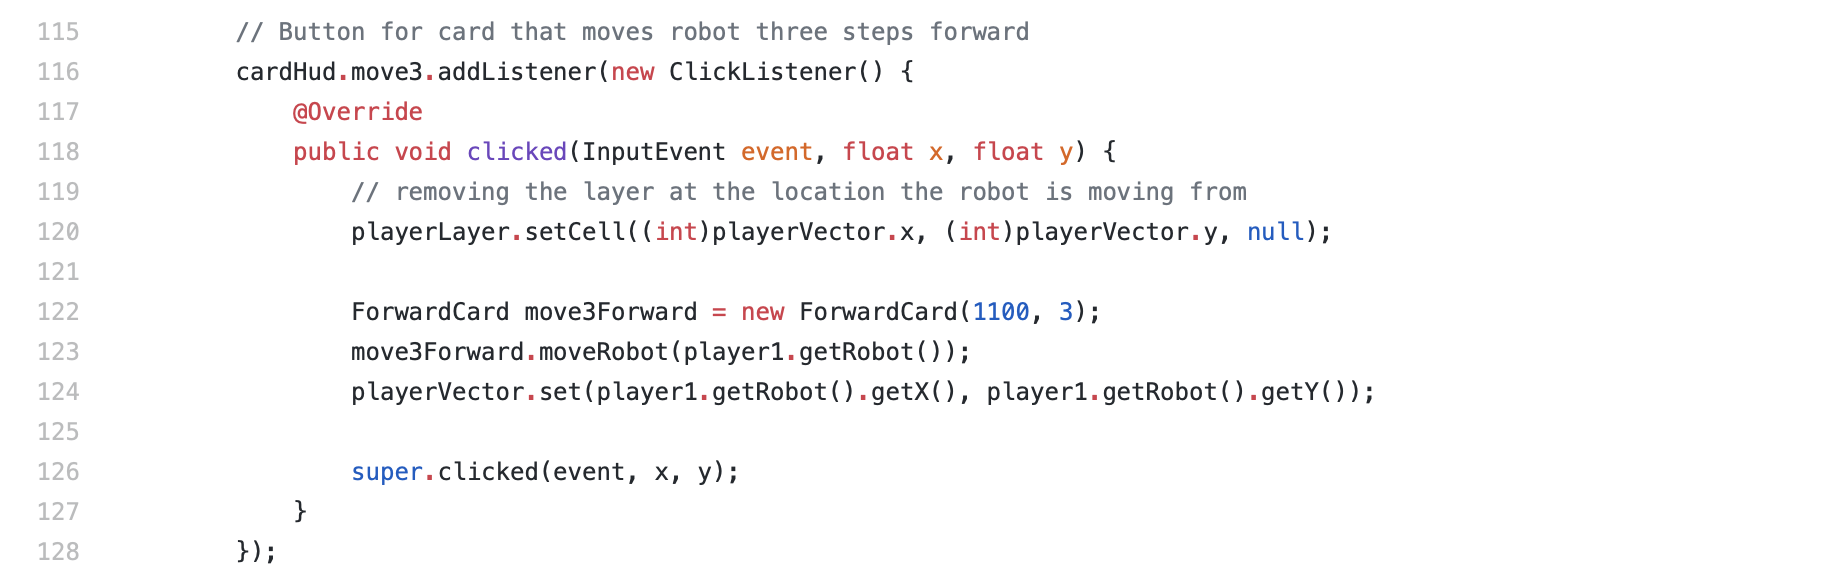 115 // Button for card that moves robot three steps forward
116 cardHud.move3.addListener(new ClickListener() {
117 @Override
118 public void clicked(InputEvent event, float x, float y) {
119 // removing the layer at the location the robot is moving from
120 playerLayer.setCell((int)playerVector.x, (int)playerVector.y, null);
121
122 ForwardCard move3Forward = new ForwardCard(1100, 3);
123 move3Forward.moveRobot(player1.getRobot());
124 playerVector.set(player1.getRobot().getX(), player1.getRobot().getY());
125
126 super.clicked(event, x, y);
127 }
128 });